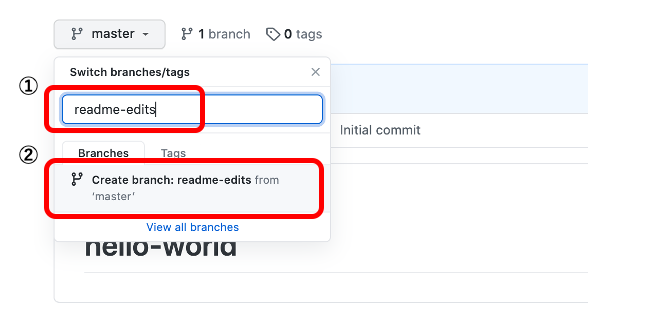 master 1 branch 0 tags
Switch branches/tags
①
readme-edits
Initial commit
②
Branches Tags
Create branch: readme-edits from
'master'
View all branches
hello-world